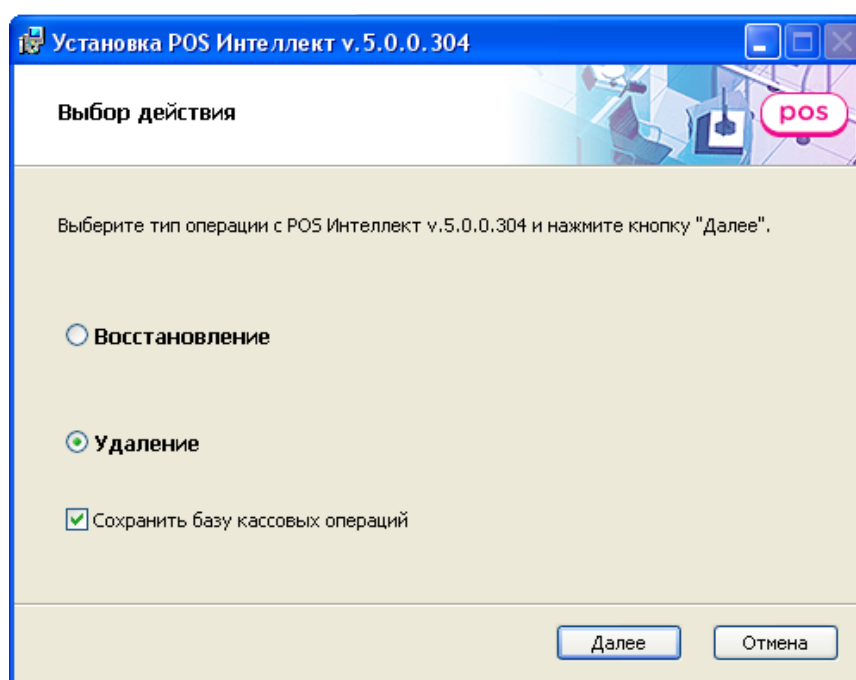 Установка POS Интеллект v.5.0.0.304
Выбор действия
pos
Выберите тип операции с POS Интеллект v.5.0.0.304 и нажмите кнопку "Далее".
Восстановление
Удаление
Сохранить базу кассовых операций
Далее
Отмена